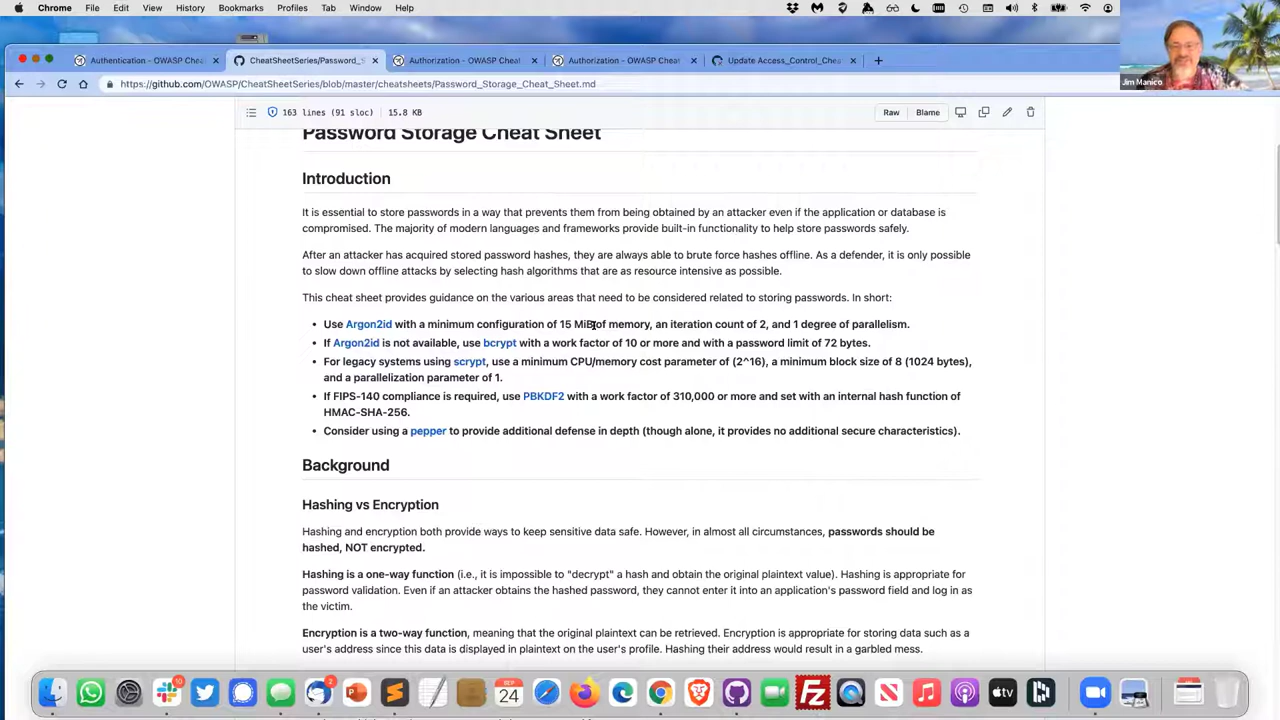 Chrome File Edit View History Bookmarks Profiles Tab Window Help
Authentication - OWASP Cheat
CheatSheetSeries/Password_S
Authorization - OWASP Cheat
Authorization - OWASP Cheat
Update Access_Control_Cheat
https://github.com/OWASP/CheatSheetSeries/blob/master/cheatsheets/Password_Storage_Cheat_Sheet.md
Jim Manico
163 lines (91 sloc) 15.8 KB
Raw Blame
Password Storage Cheat Sheet
Introduction
It is essential to store passwords in a way that prevents them from being obtained by an attacker even if the application or database is
compromised. The majority of modern languages and frameworks provide built-in functionality to help store passwords safely.
After an attacker has acquired stored password hashes, they are always able to brute force hashes offline. As a defender, it is only possible
to slow down offline attacks by selecting hash algorithms that are as resource intensive as possible.
This cheat sheet provides guidance on the various areas that need to be considered related to storing passwords. In short:
• Use Argon2id with a minimum configuration of 15 MiB of memory, an iteration count of 2, and 1 degree of parallelism.
• If Argon2id is not available, use bcrypt with a work factor of 10 or more and with a password limit of 72 bytes.
• For legacy systems using scrypt, use a minimum CPU/memory cost parameter of (2^16), a minimum block size of 8 (1024 bytes),
and a parallelization parameter of 1.
• If FIPS-140 compliance is required, use PBKDF2 with a work factor of 310,000 or more and set with an internal hash function of
HMAC-SHA-256.
• Consider using a pepper to provide additional defense in depth (though alone, it provides no additional secure characteristics).
Background
Hashing vs Encryption
Hashing and encryption both provide ways to keep sensitive data safe. However, in almost all circumstances, passwords should be
hashed, NOT encrypted.
Hashing is a one-way function (i.e., it is impossible to "decrypt" a hash and obtain the original plaintext value). Hashing is appropriate for
password validation. Even if an attacker obtains the hashed password, they cannot enter it into an application's password field and log in as
the victim.
Encryption is a two-way function, meaning that the original plaintext can be retrieved. Encryption is appropriate for storing data such as a
user's address since this data is displayed in plaintext on the user's profile. Hashing their address would result in a garbled mess.
10
2
SEP
24
FZ
tv